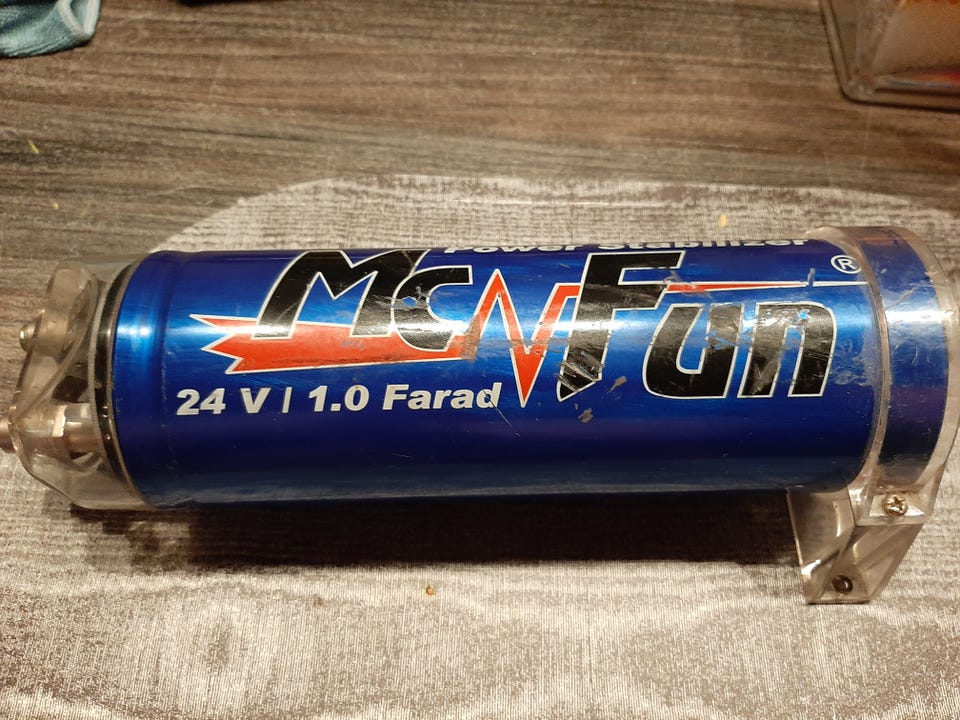 Power Stabilizer
McFun®
24 V | 1.0 Farad